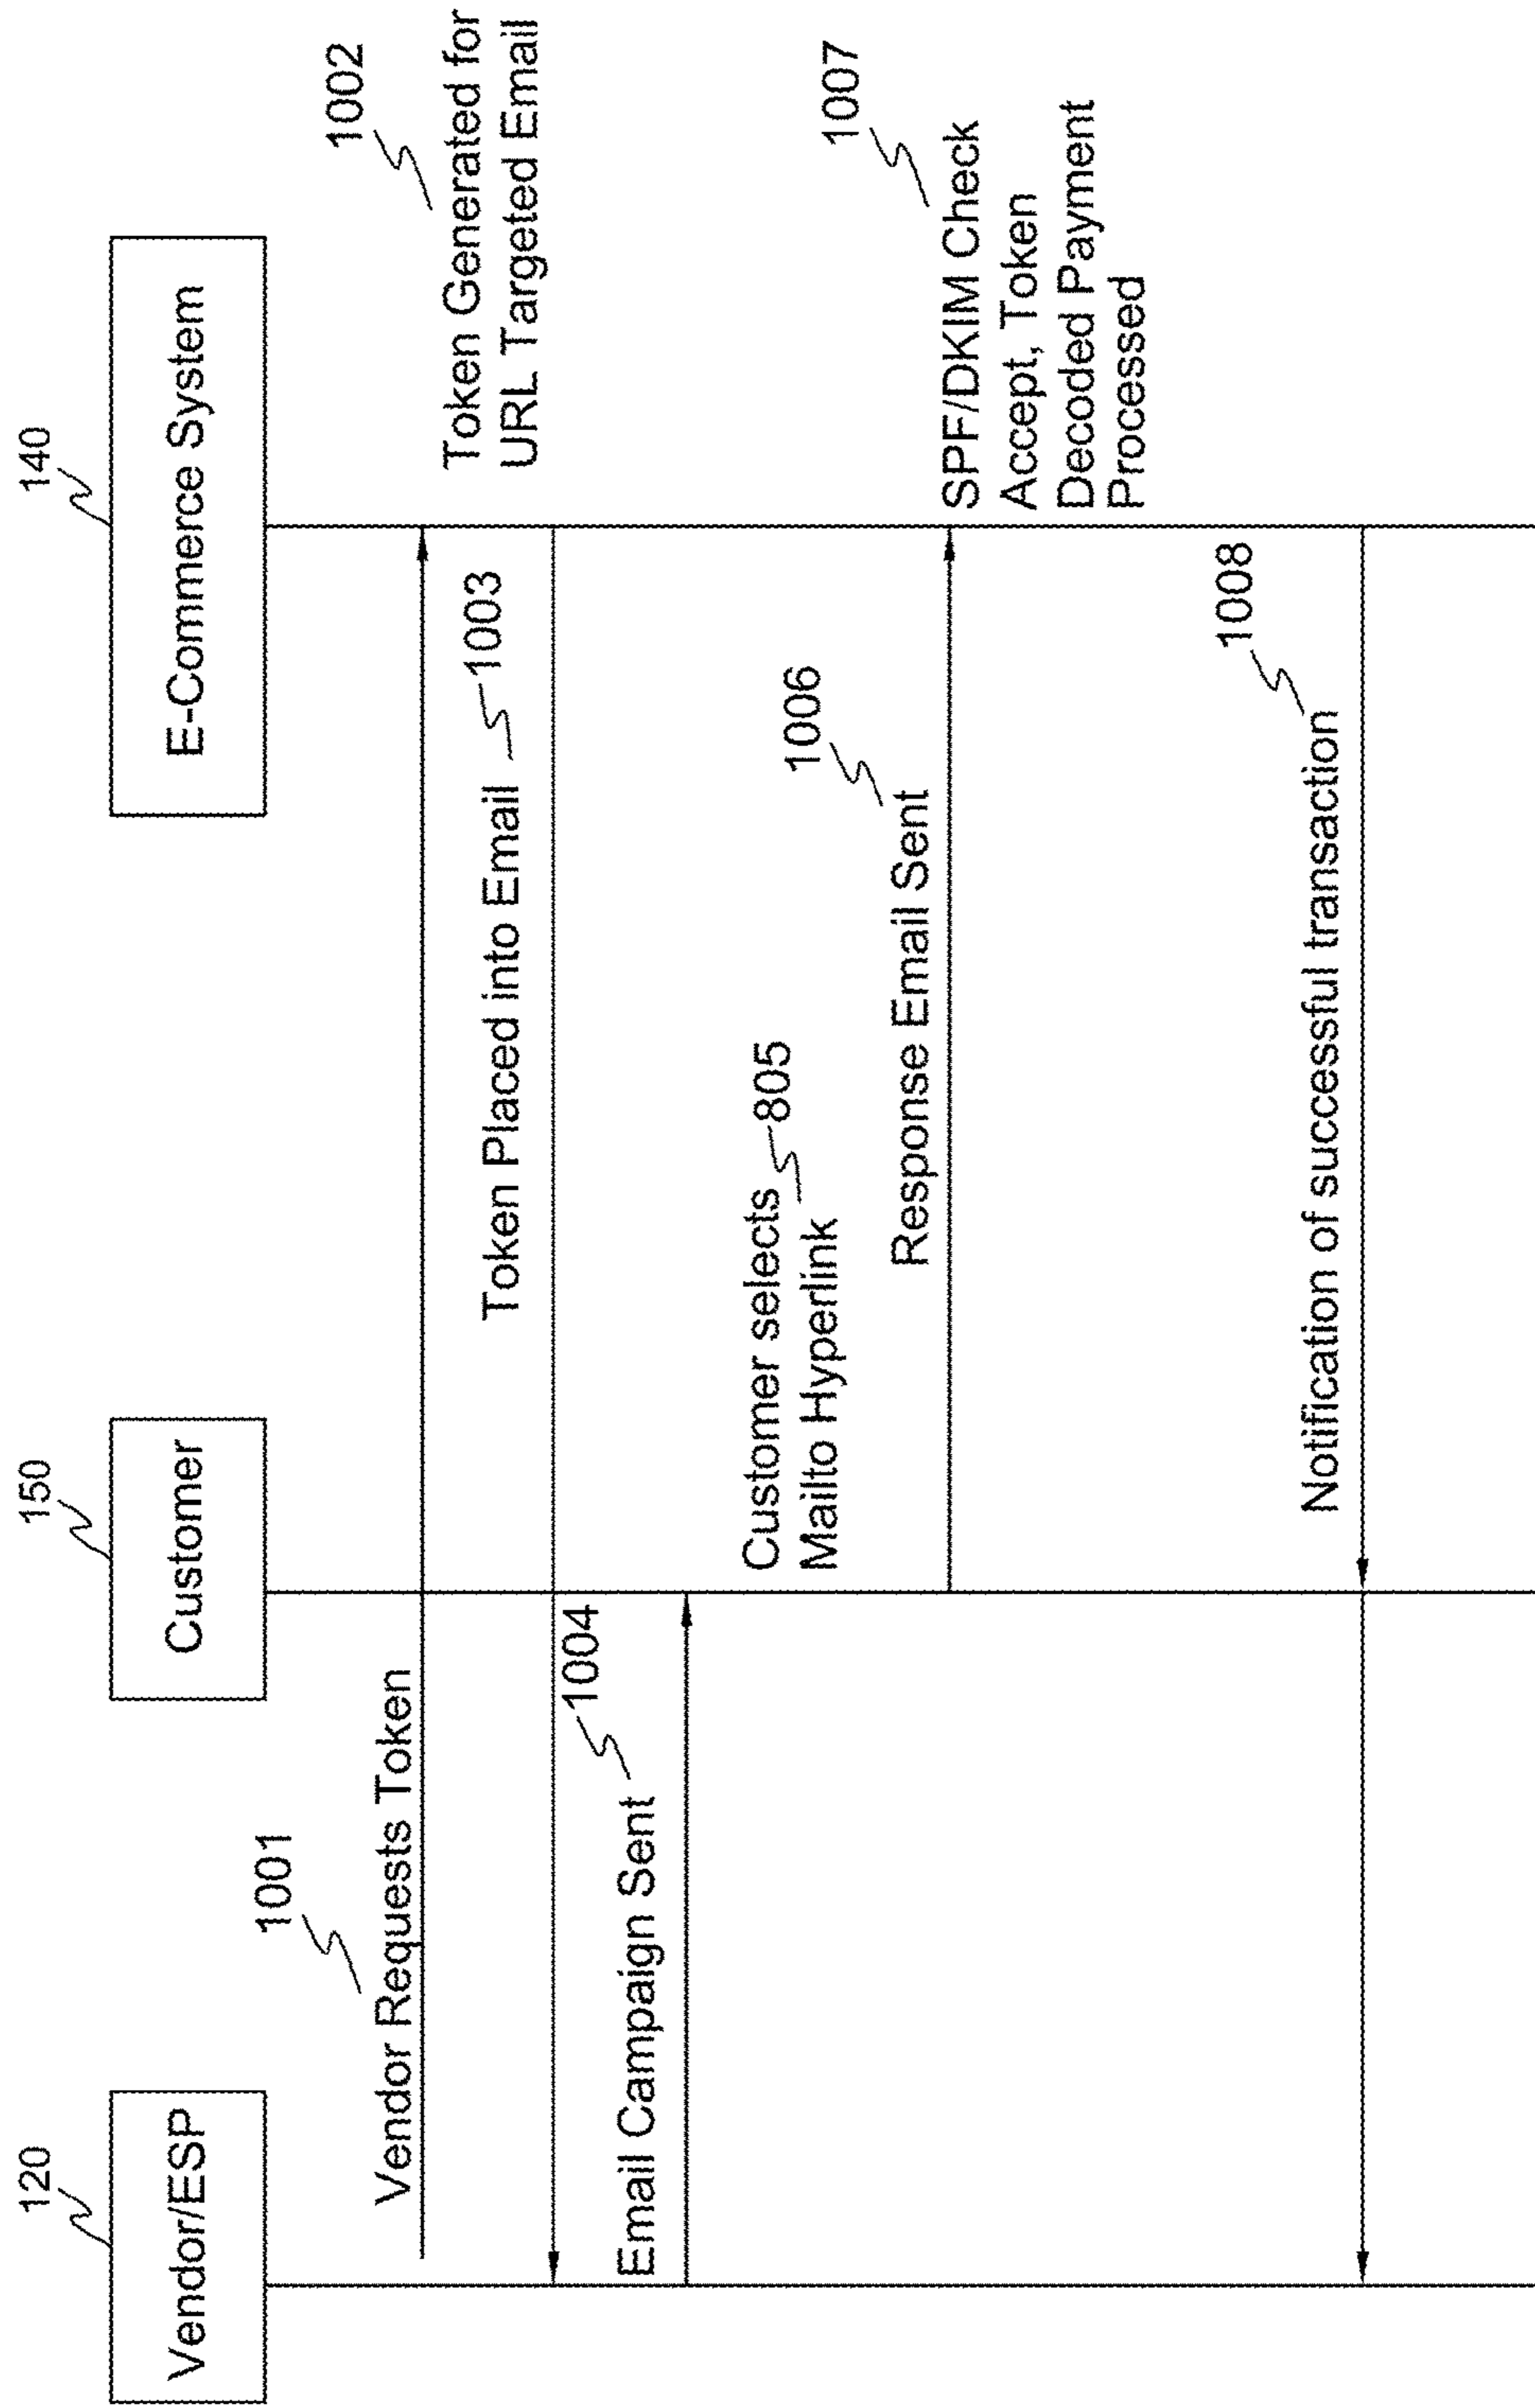 120
Vendor/ESP
150
Customer
140
E-Commerce System
1001
Vendor Requests Token
1002
Token Generated for
URL Targeted Email
Token Placed into Email
1003
1004
Email Campaign Sent
Customer selects
805
Mailto Hyperlink
1006
Response Email Sent
1007
SPF/DKIM Check
Accept, Token
Decoded Payment
Processed
1008
Notification of successful transaction